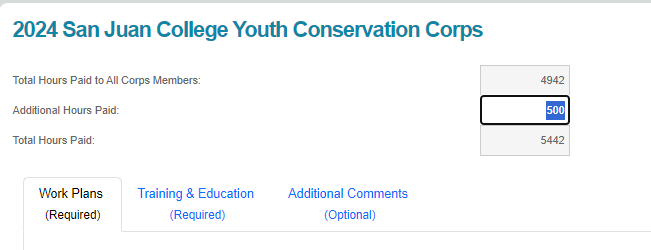 2024 San Juan College Youth Conservation Corps
Total Hours Paid to All Corps Members: 4942
Additional Hours Paid: 500
Total Hours Paid: 5442
Work Plans Training & Education Additional Comments
(Required) (Required) (Optional)